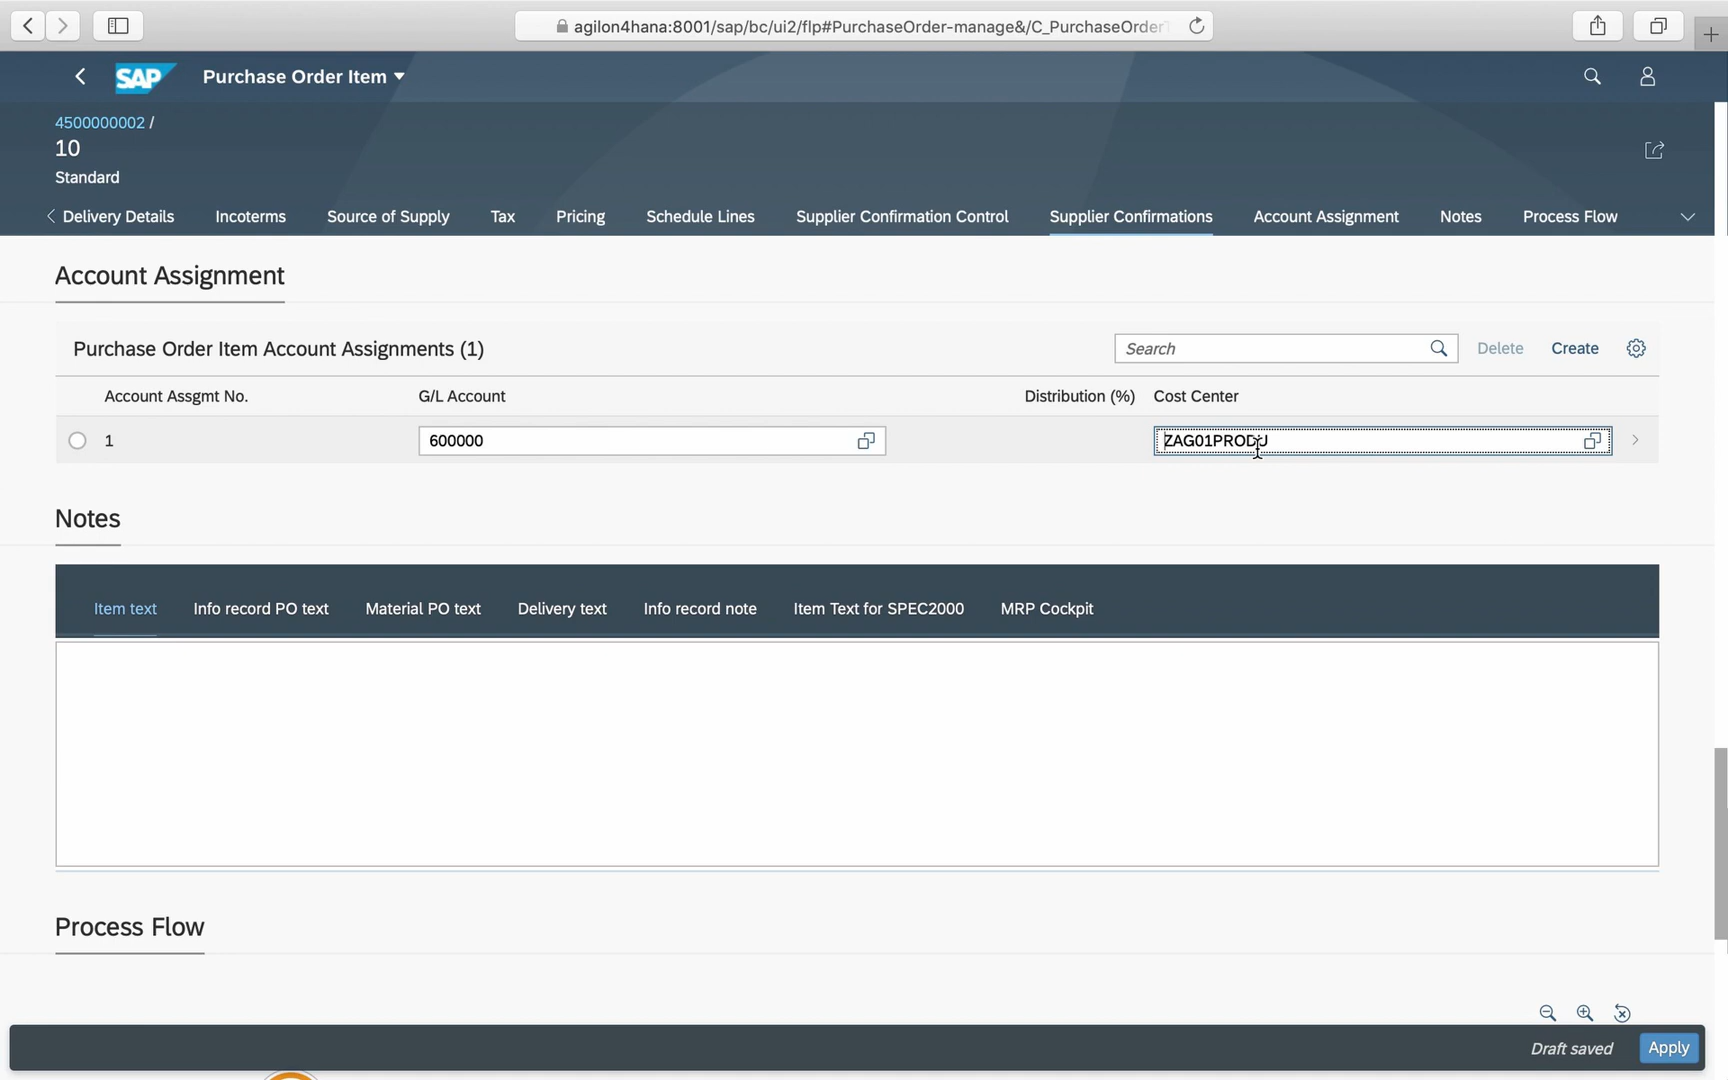 agilon4hana:8001/sap/bc/ui2/flp#PurchaseOrder-manage&/C_PurchaseOrder
SAP Purchase Order Item
4500000002 /
10
Standard
Delivery Details Incoterms Source of Supply Tax Pricing Schedule Lines Supplier Confirmation Control Supplier Confirmations Account Assignment Notes Process Flow
Account Assignment
Purchase Order Item Account Assignments (1) Search Delete Create
Account Assgmt No. G/L Account Distribution (%) Cost Center
1 600000 ZAG01PRODU
Notes
Item text Info record PO text Material PO text Delivery text Info record note Item Text for SPEC2000 MRP Cockpit
Process Flow
Draft saved Apply